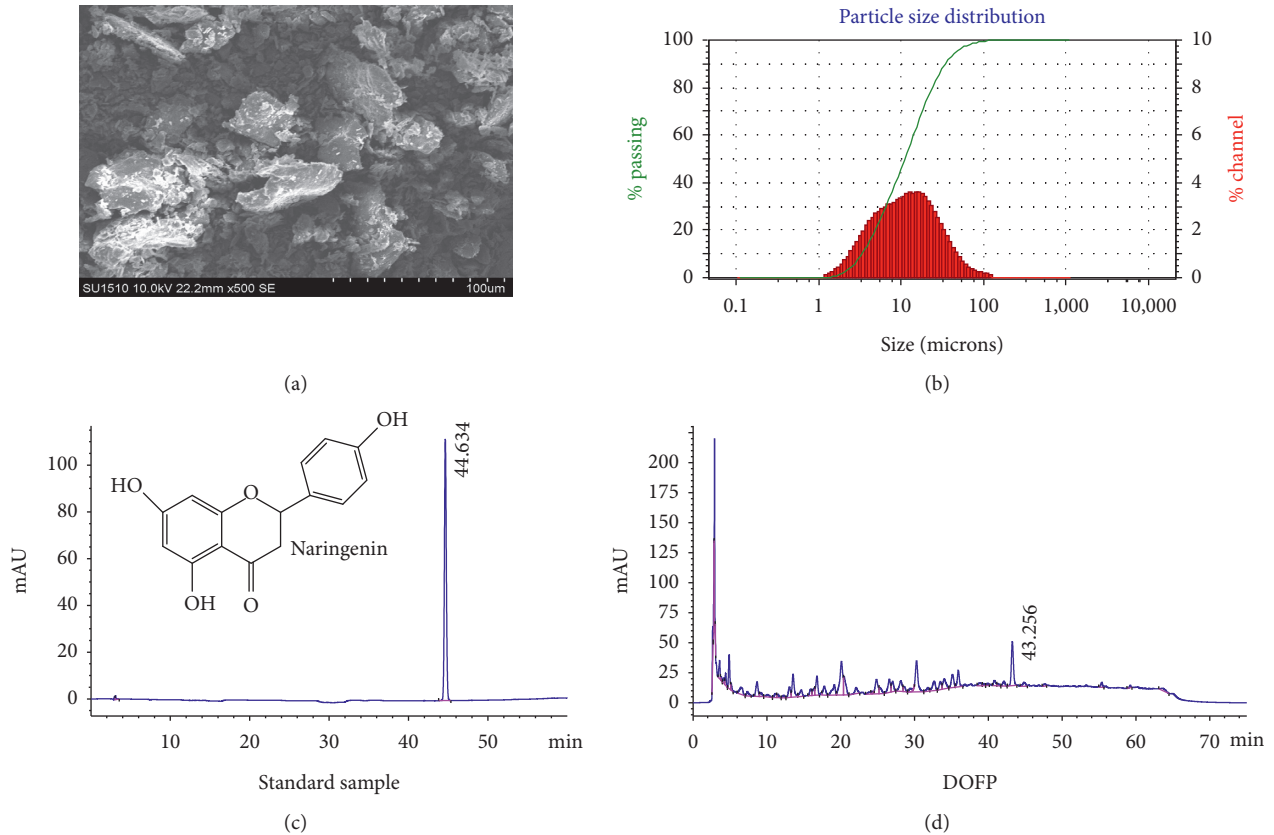 SU1510 10.0kV 22.2mm x500 SE 100um
(a)
Particle size distribution
% passing
100
80
60
40
20
0
% channel
10
8
6
4
2
0
0.1 1 10 100 1,000 10,000
Size (microns)
(b)
mAU
100
80
60
40
20
0
44.634
OH
HO
O
Naringenin
OH O
10 20 30 40 50 min
Standard sample
(c)
mAU
200
175
150
125
100
75
50
25
0
43.256
0 10 20 30 40 50 60 70 min
DOFP
(d)